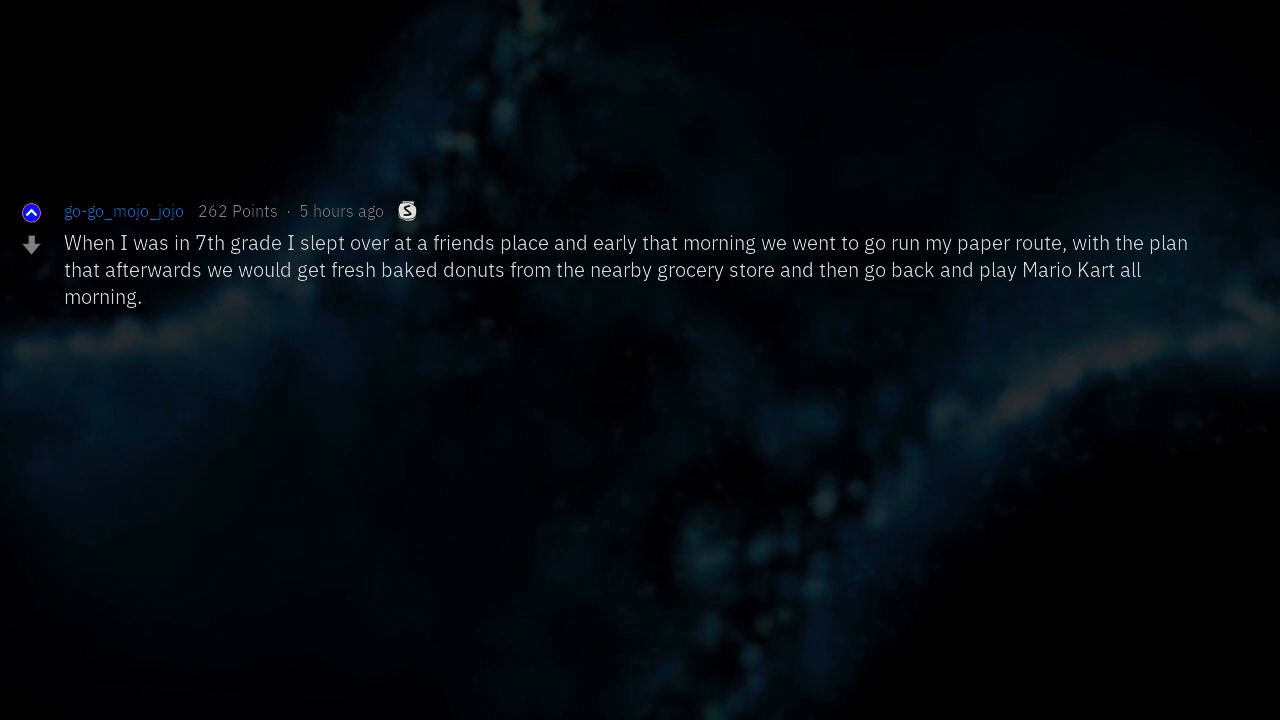 go-go_mojo_jojo 262 Points · 5 hours ago S
When I was in 7th grade I slept over at a friends place and early that morning we went to go run my paper route, with the plan
that afterwards we would get fresh baked donuts from the nearby grocery store and then go back and play Mario Kart all
morning.